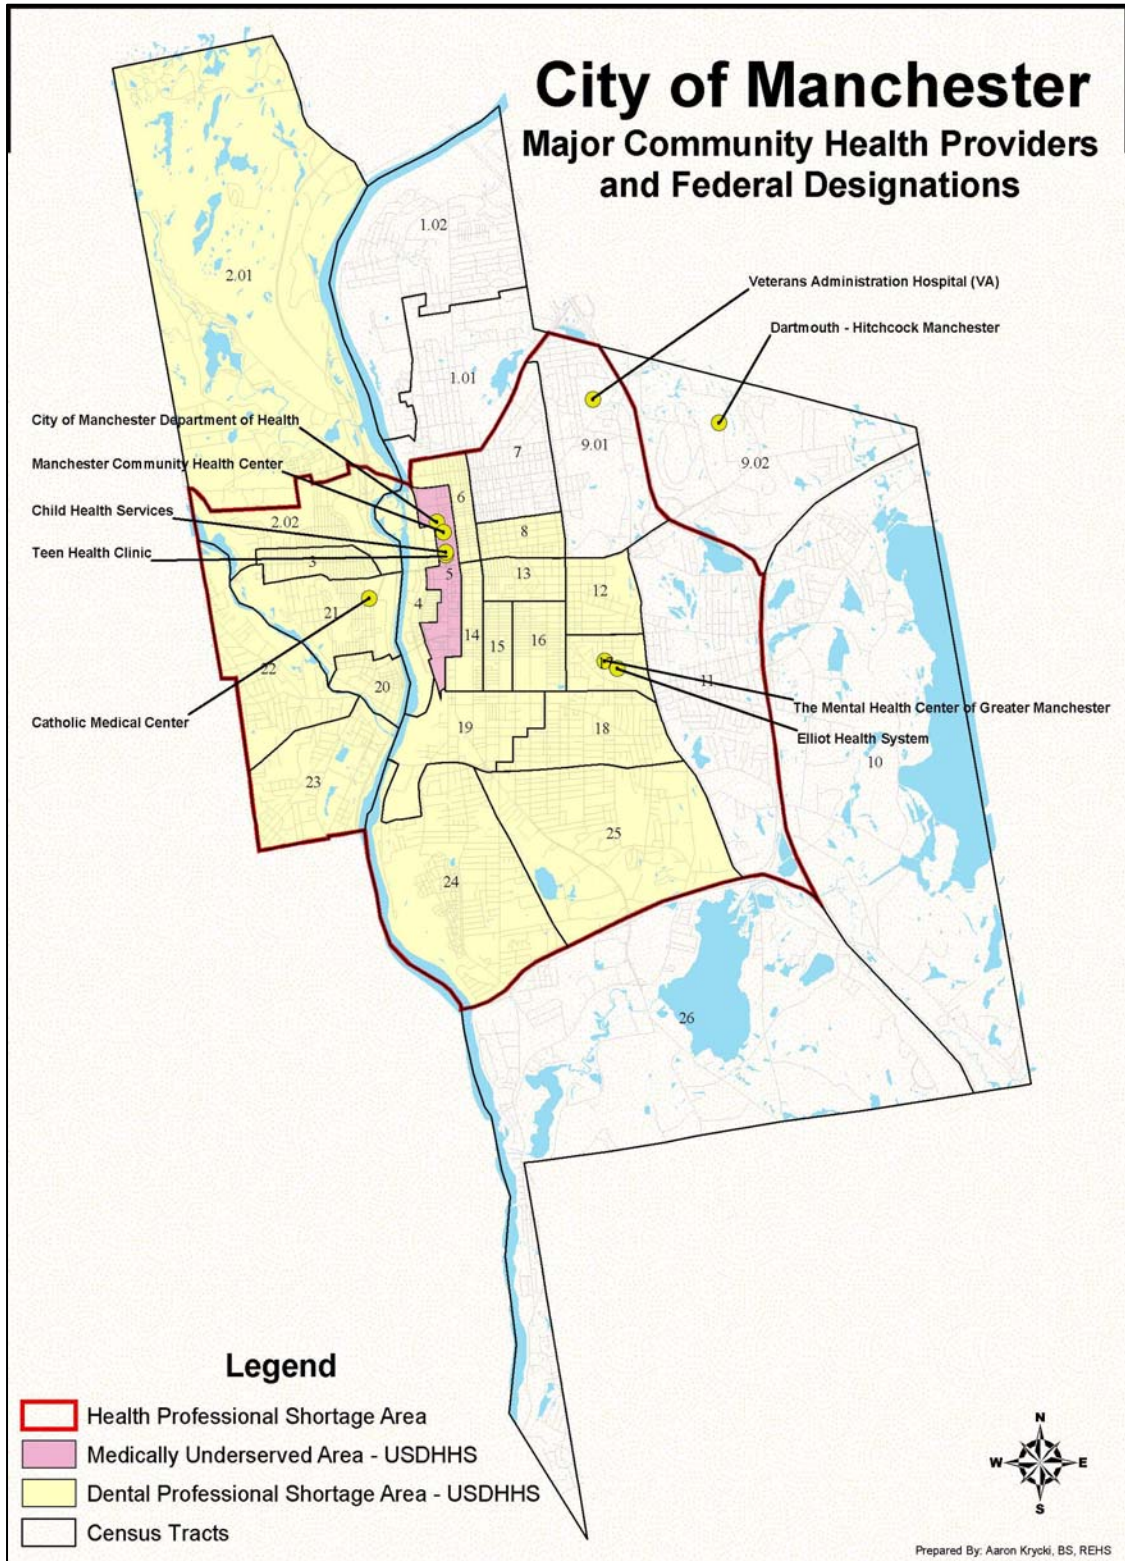 City of Manchester
Major Community Health Providers
and Federal Designations
1.02
2.01
Veterans Administration Hospital (VA)
Dartmouth - Hitchcock Manchester
1.01
City of Manchester Department of Health
7
9.01
9.02
Manchester Community Health Center
6
Child Health Services
2.02
8
Teen Health Clinic
3
5
13
12
4
21
14
15
16
22
20
11
Catholic Medical Center
The Mental Health Center of Greater Manchester
19
18
Elliot Health System
10
23
25
24
26
Legend
Health Professional Shortage Area
Medically Underserved Area - USDHHS
Dental Professional Shortage Area - USDHHS
Census Tracts
N
W
E
S
Prepared By: Aaron Krycki, BS, REHS